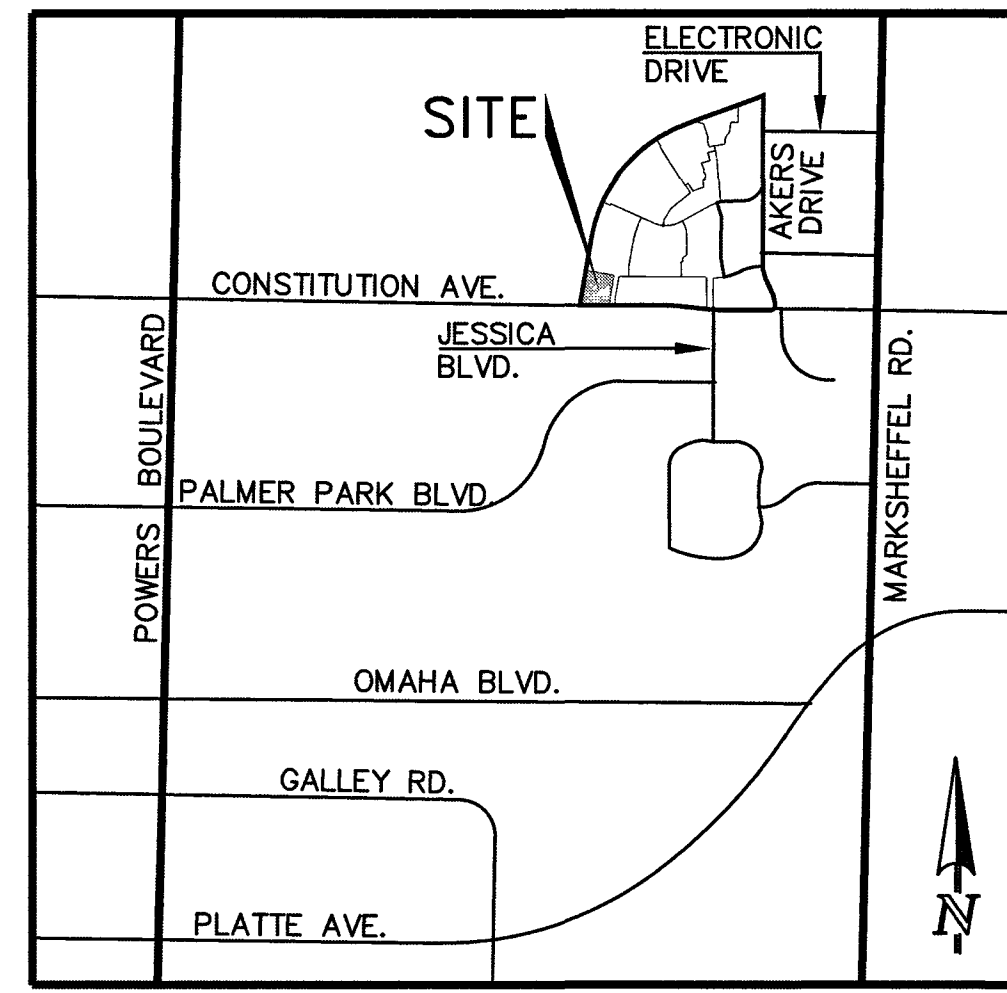 ELECTRONIC
DRIVE
SITE
AKERS
DRIVE
CONSTITUTION AVE.
JESSICA
BLVD.
POWERS BOULEVARD
MARKSHEFFEL RD.
PALMER PARK BLVD.
OMAHA BLVD.
GALLEY RD.
PLATTE AVE.
N